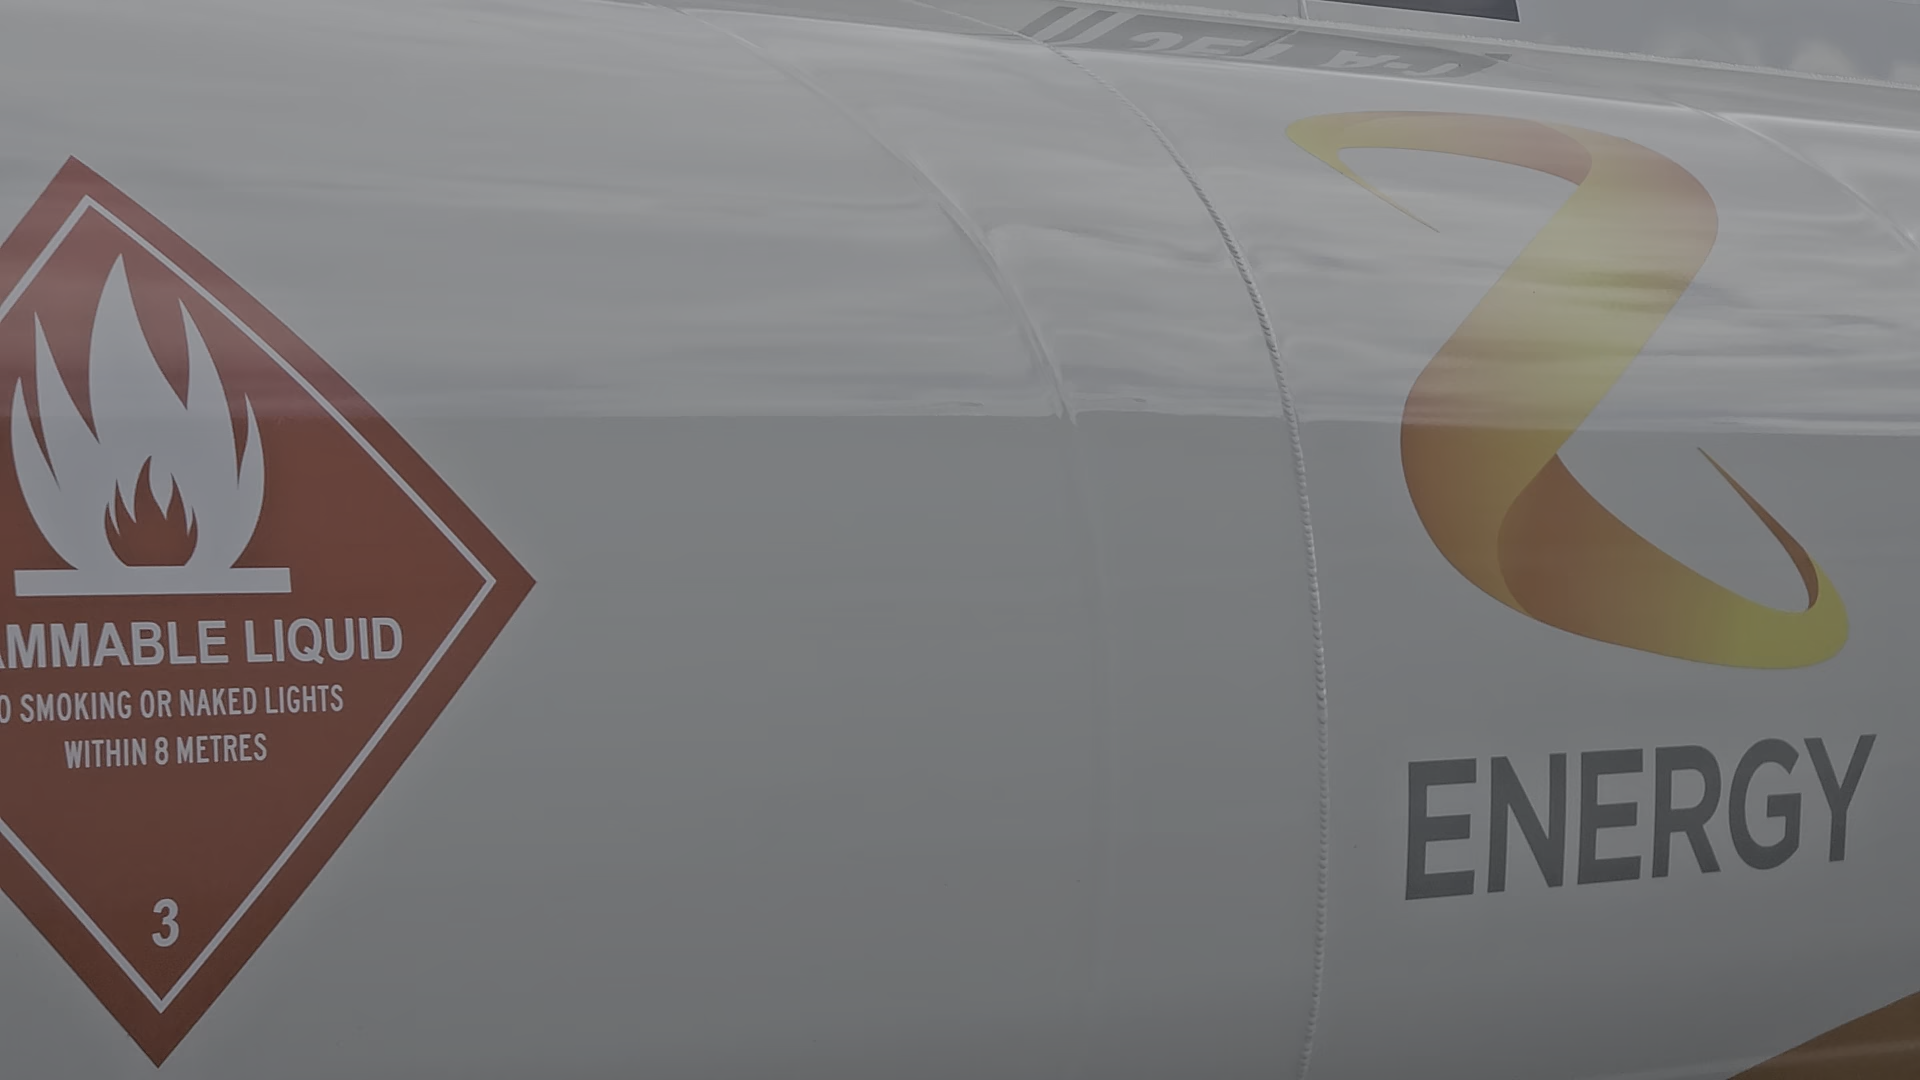 AMMABLE LIQUID
O SMOKING OR NAKED LIGHTS
WITHIN 8 METRES
3
ENERGY